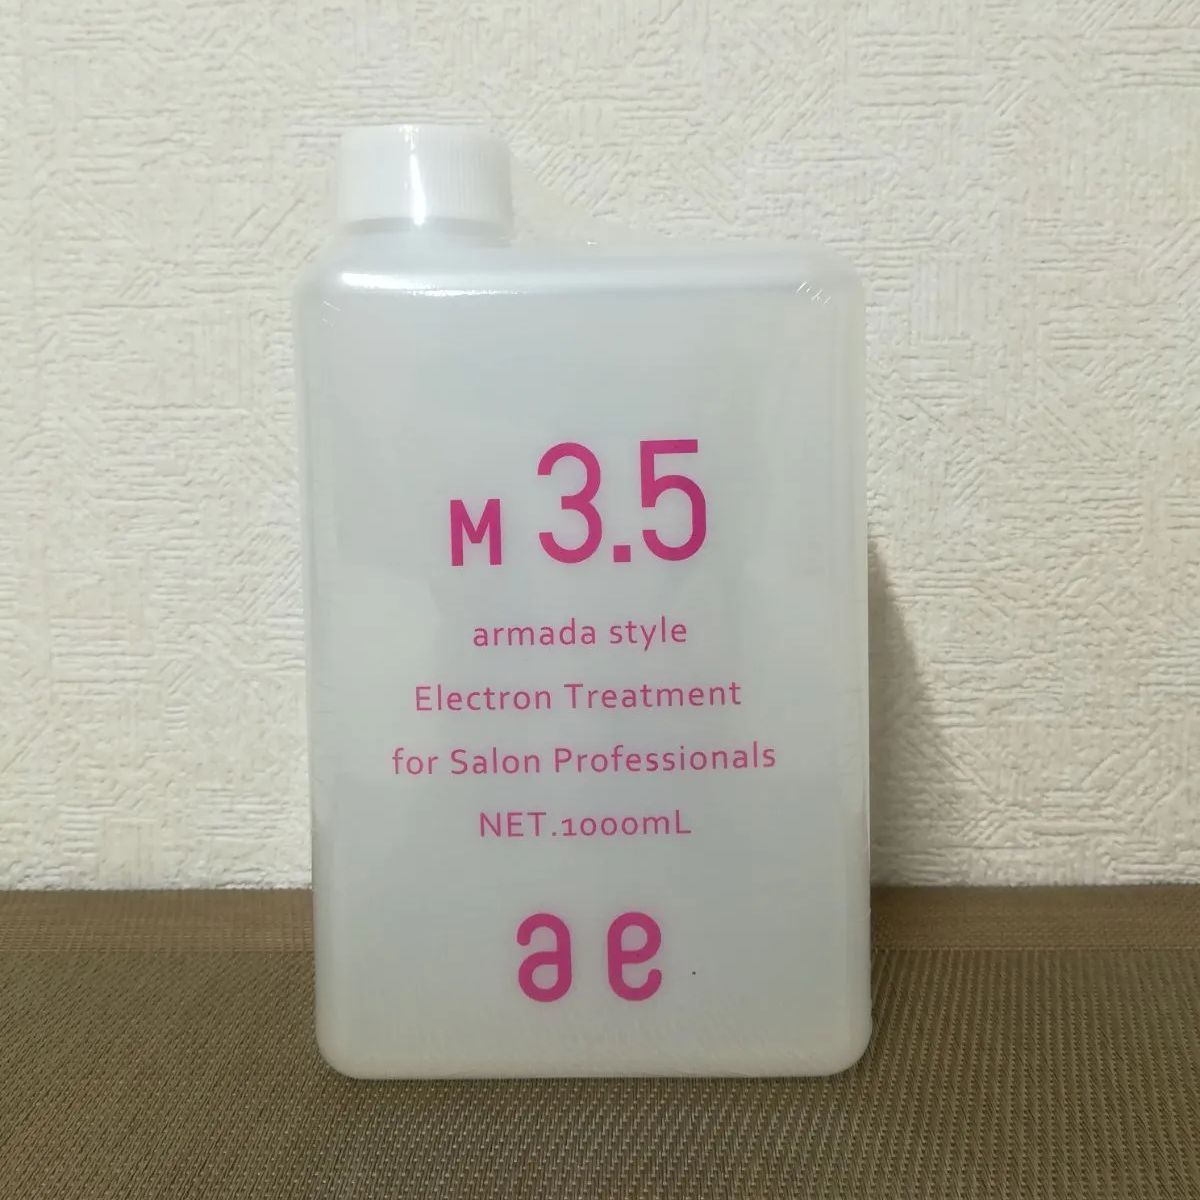 M 3.5
armada style
Electron Treatment
for Salon Professionals
NET.1000mL
ae